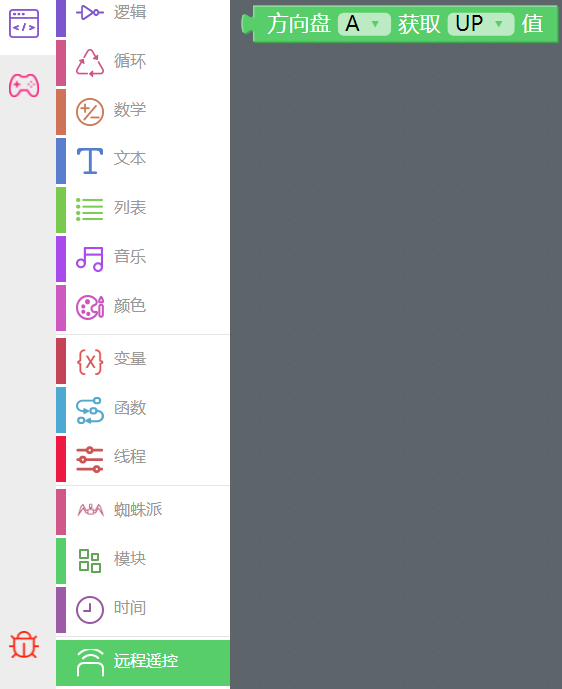 逻辑
循环
数学
文本
列表
音乐
颜色
变量
函数
线程
蜘蛛派
模块
时间
远程遥控
方向盘 A 获取 UP 值